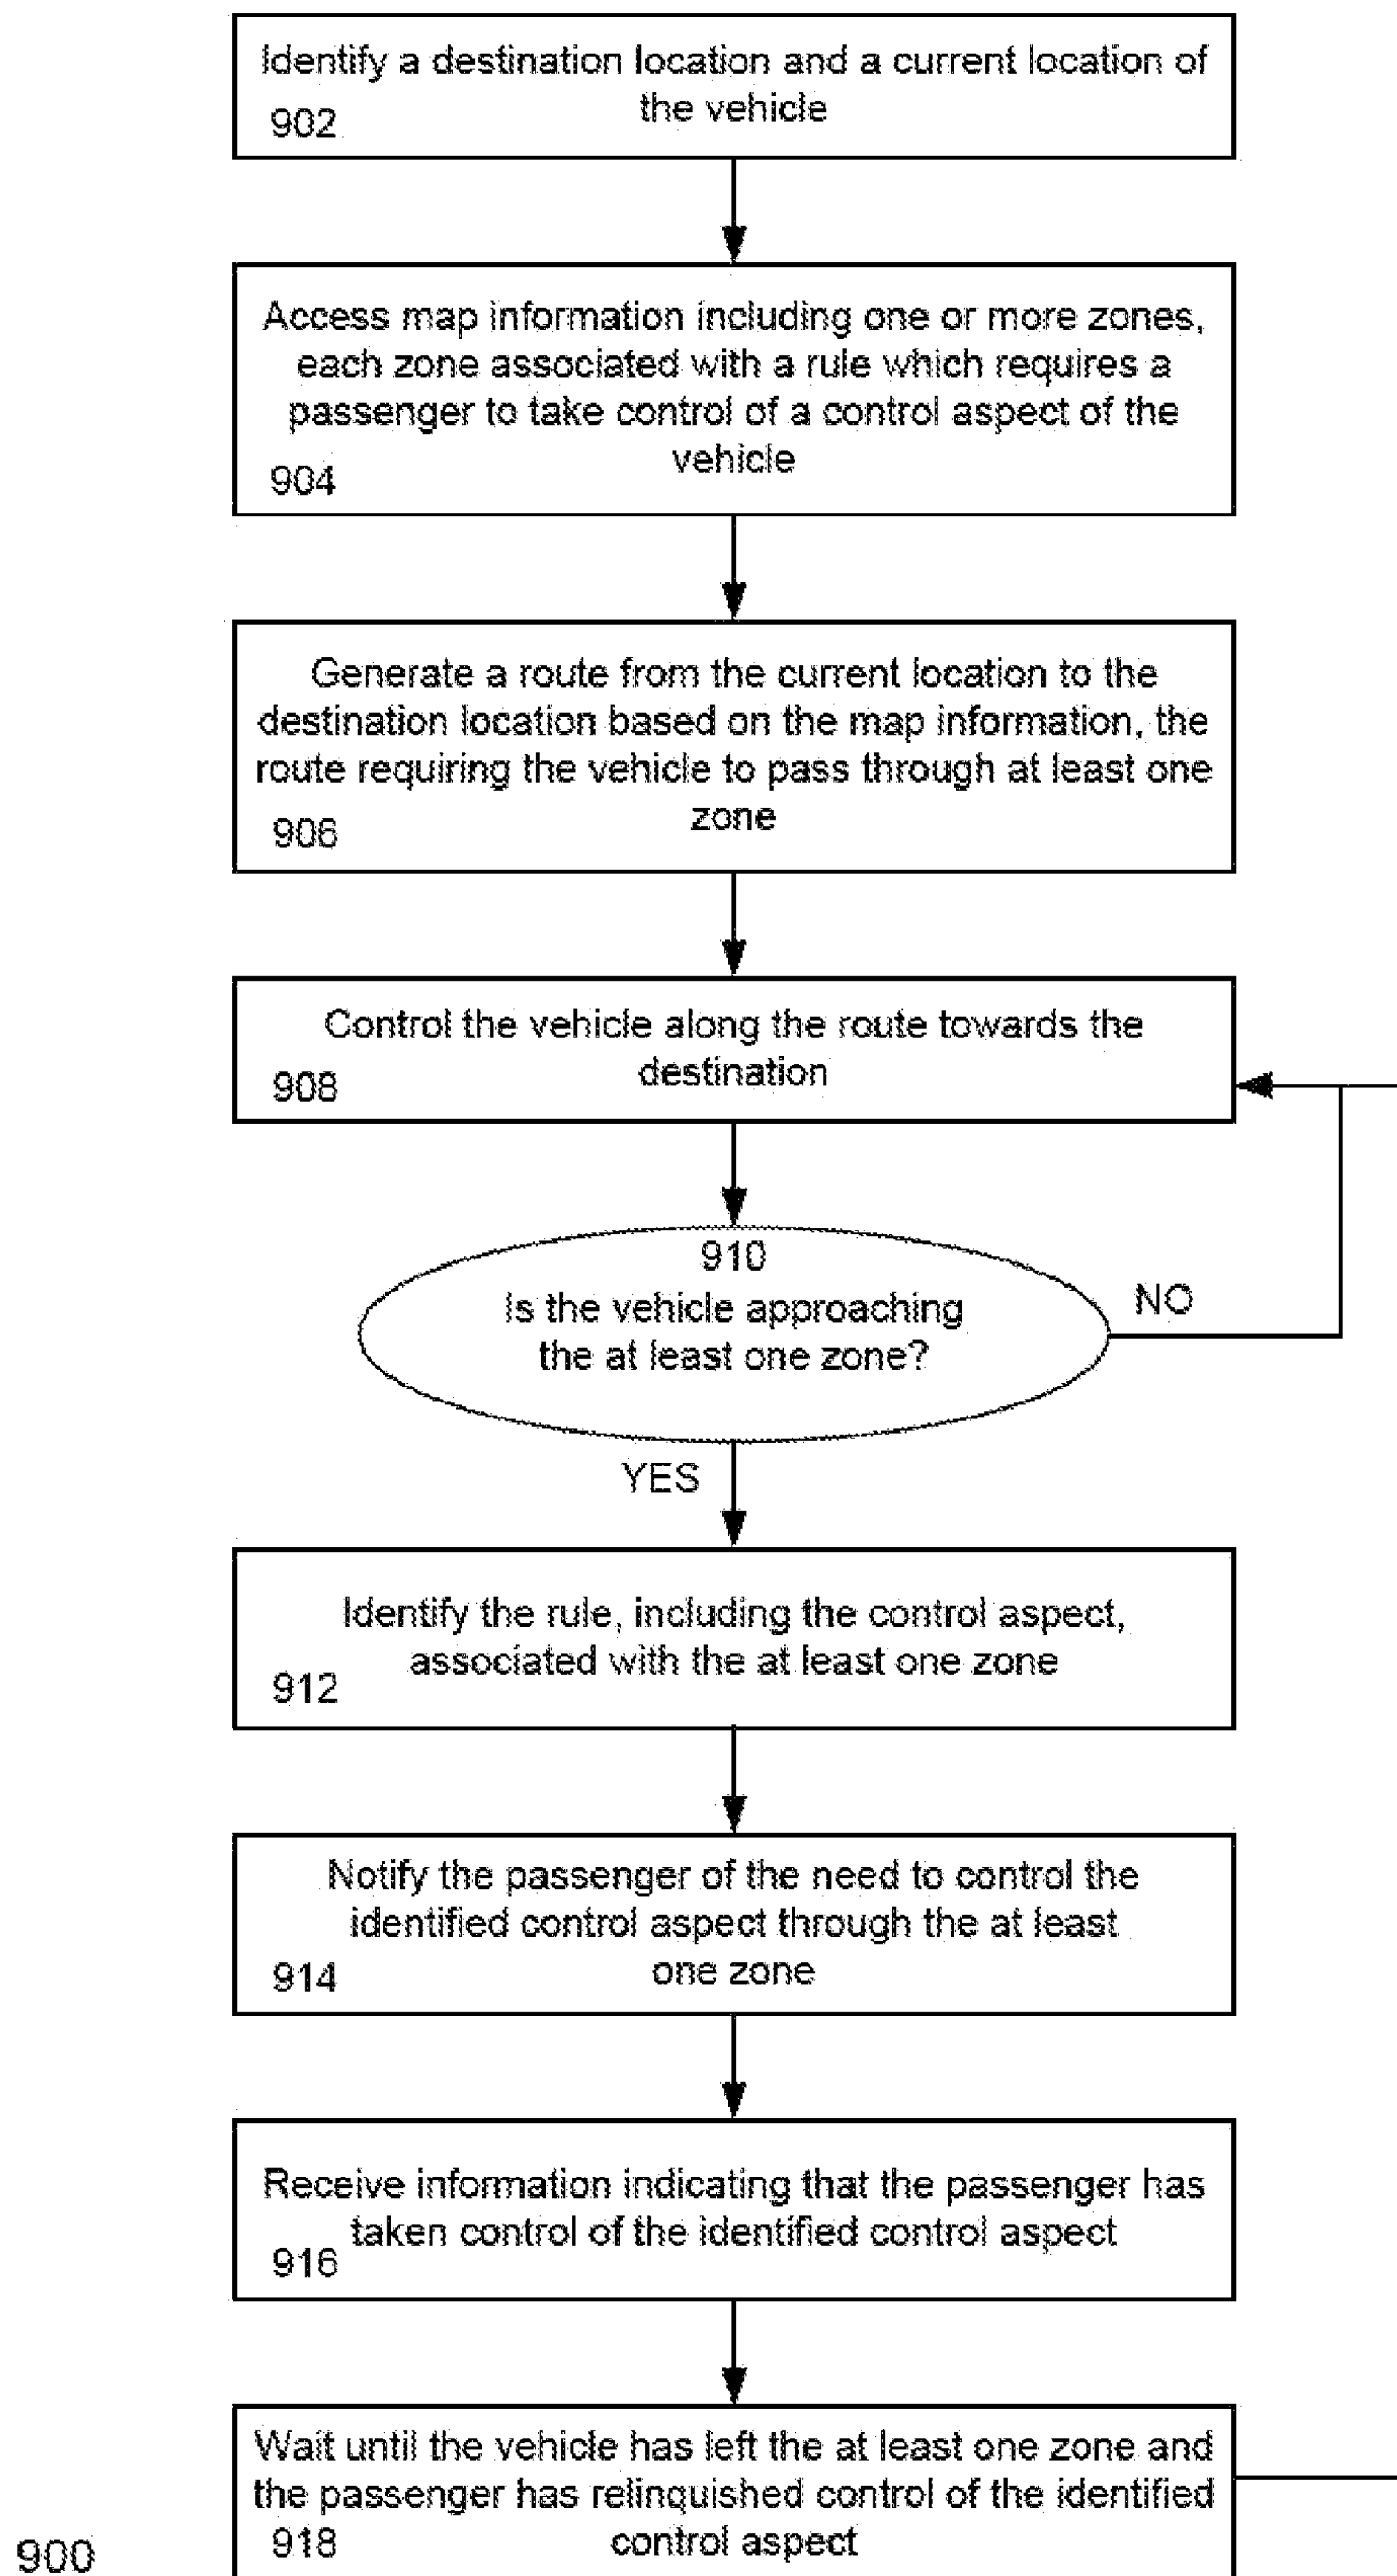 Identify a destination location and a current location of
the vehicle
902
Access map information including one or more zones,
each zone associated with a rule which requires a
passenger to take control of a control aspect of the
vehicle
904
Generate a route from the current location to the
destination location based on the map information, the
route requiring the vehicle to pass through at least one
zone
906
Control the vehicle along the route towards the
destination
908
910
Is the vehicle approaching
the at least one zone?
NO
YES
Identify the rule, including the control aspect,
associated with the at least one zone
912
Notify the passenger of the need to control the
identified control aspect through the at least
one zone
914
Receive information indicating that the passenger has
taken control of the identified control aspect
916
Wait until the vehicle has left the at least one zone and
the passenger has relinquished control of the identified
control aspect
918
900